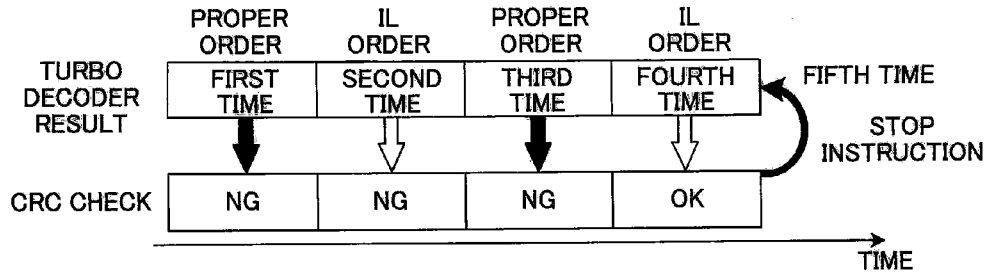 PROPER ORDER
IL ORDER
PROPER ORDER
IL ORDER
TURBO DECODER RESULT
FIRST TIME
SECOND TIME
THIRD TIME
FOURTH TIME
FIFTH TIME
STOP INSTRUCTION
CRC CHECK
NG
NG
NG
OK
TIME